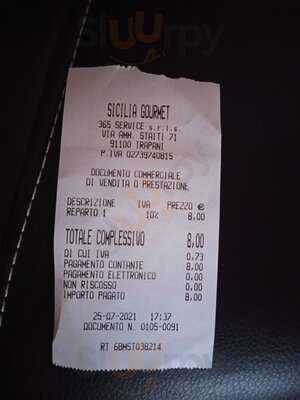 Sluurpy
SICILIA GOURMET
365 SERVICE s.r.l.s.
VIA AMM. STAITI 71
91100 TRAPANI
P.IVA 02739740815
DOCUMENTO COMMERCIALE
DI VENDITA O PRESTAZIONE
DESCRIZIONE IVA PREZZO €
REPARTO 1 10% 8,00
TOTALE COMPLESSIVO 8,00
DI CUI IVA 0,73
PAGAMENTO CONTANTE 8,00
PAGAMENTO ELETTRONICO 0,00
NON RISCOSSO 0,00
IMPORTO PAGATO 8,00
25-07-2021 17:37
DOCUMENTO N. 0105-0091
RT 6BMST038214